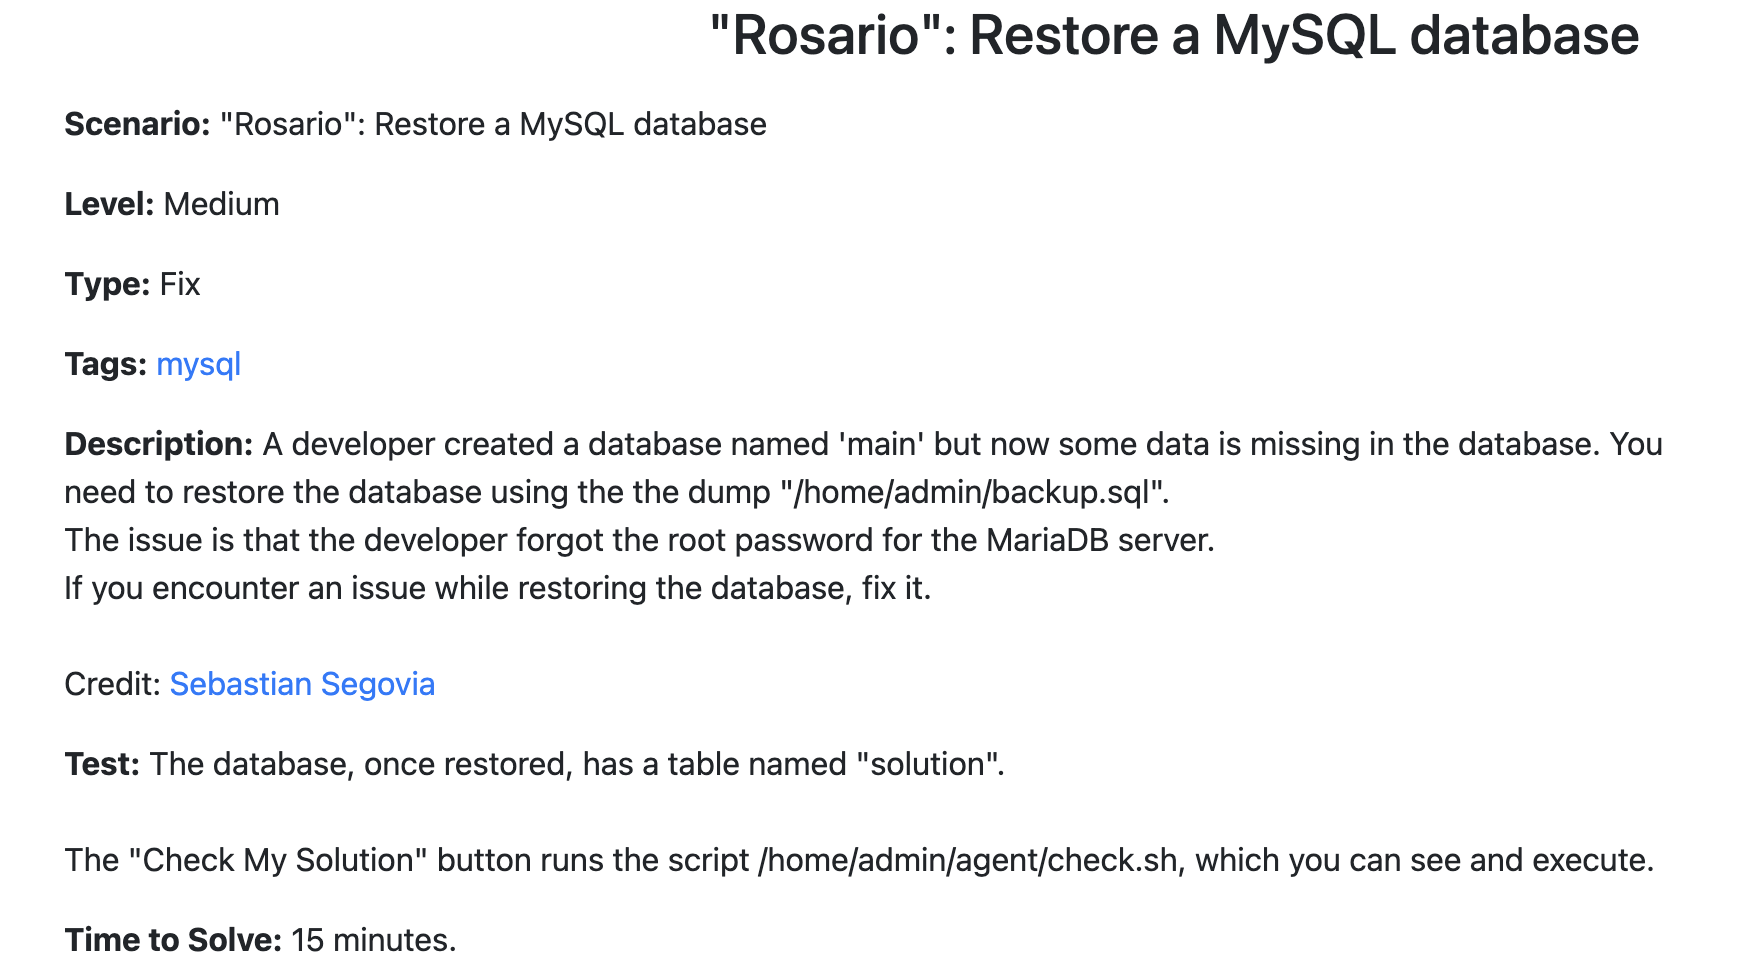 "Rosario": Restore a MySQL database
Scenario: "Rosario": Restore a MySQL database
Level: Medium
Type: Fix
Tags: mysql
Description: A developer created a database named 'main' but now some data is missing in the database. You
need to restore the database using the the dump "/home/admin/backup.sql".
The issue is that the developer forgot the root password for the MariaDB server.
If you encounter an issue while restoring the database, fix it.
Credit: Sebastian Segovia
Test: The database, once restored, has a table named "solution".
The "Check My Solution" button runs the script /home/admin/agent/check.sh, which you can see and execute.
Time to Solve: 15 minutes.